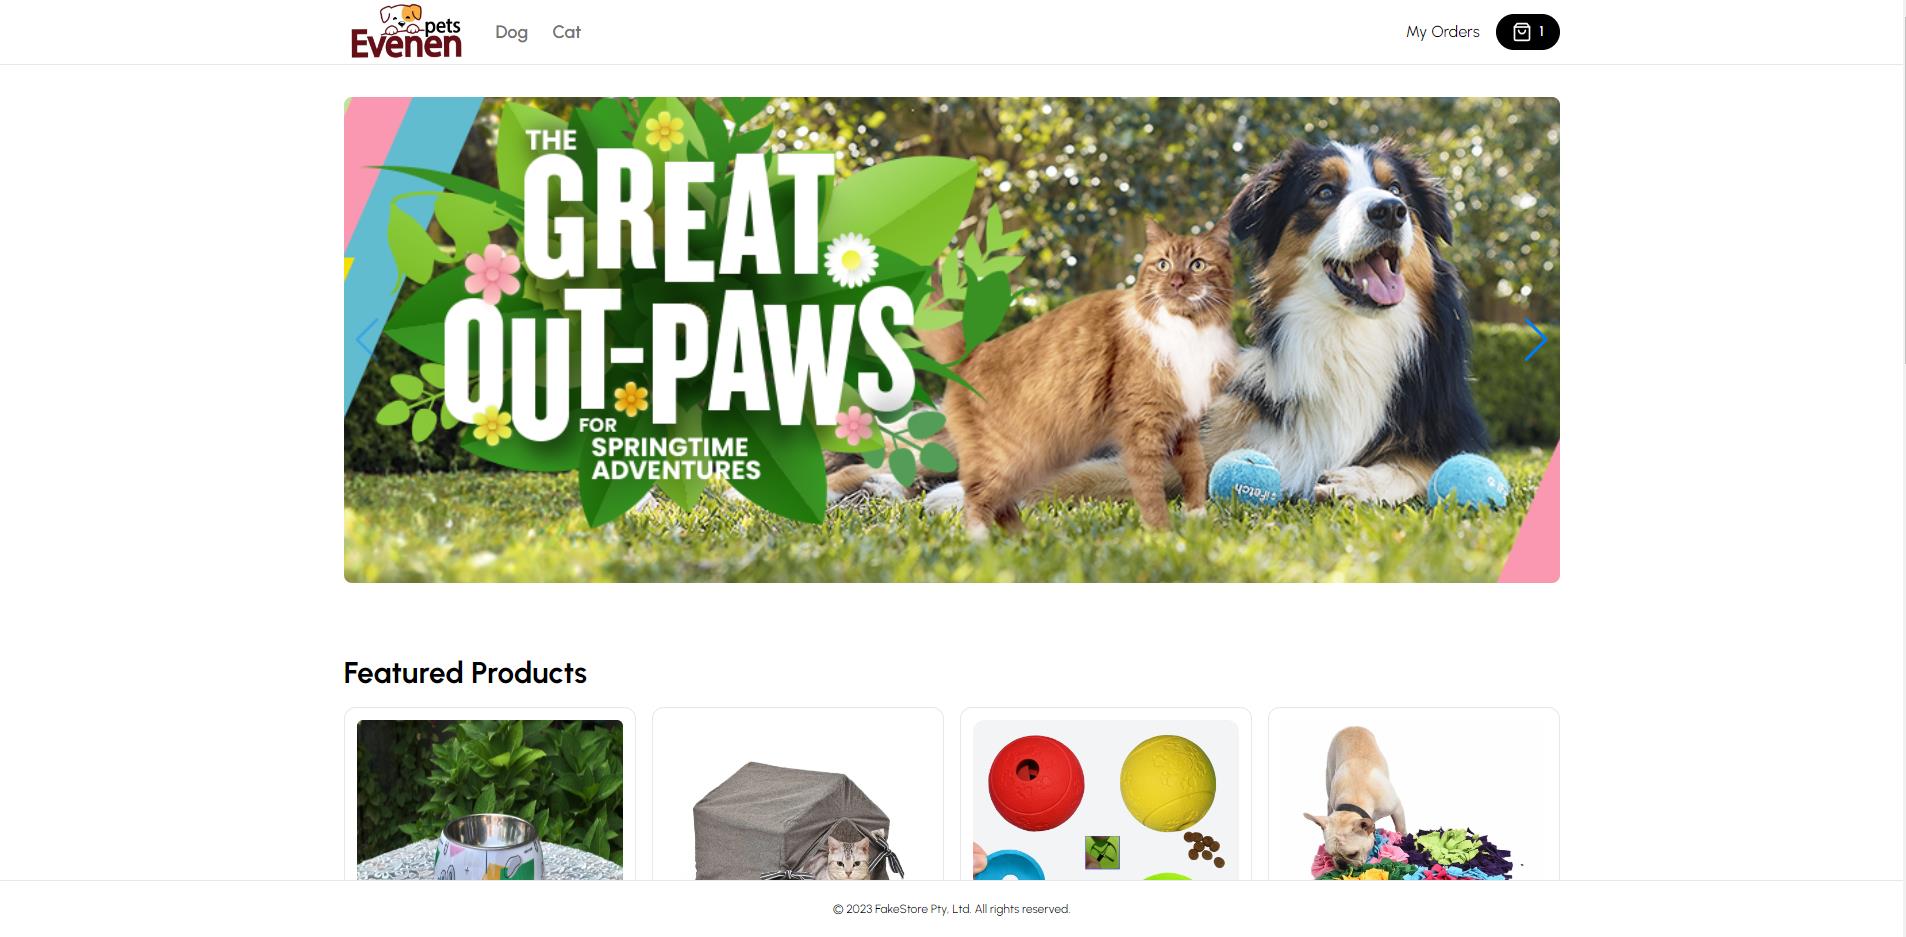 pets
Evenen
Dog
Cat
My Orders
1
THE
GREAT
OUT-PAWS
FOR
SPRINGTIME
ADVENTURES
iFetch
Featured Products
© 2023 FakeStore Pty, Ltd. All rights reserved.